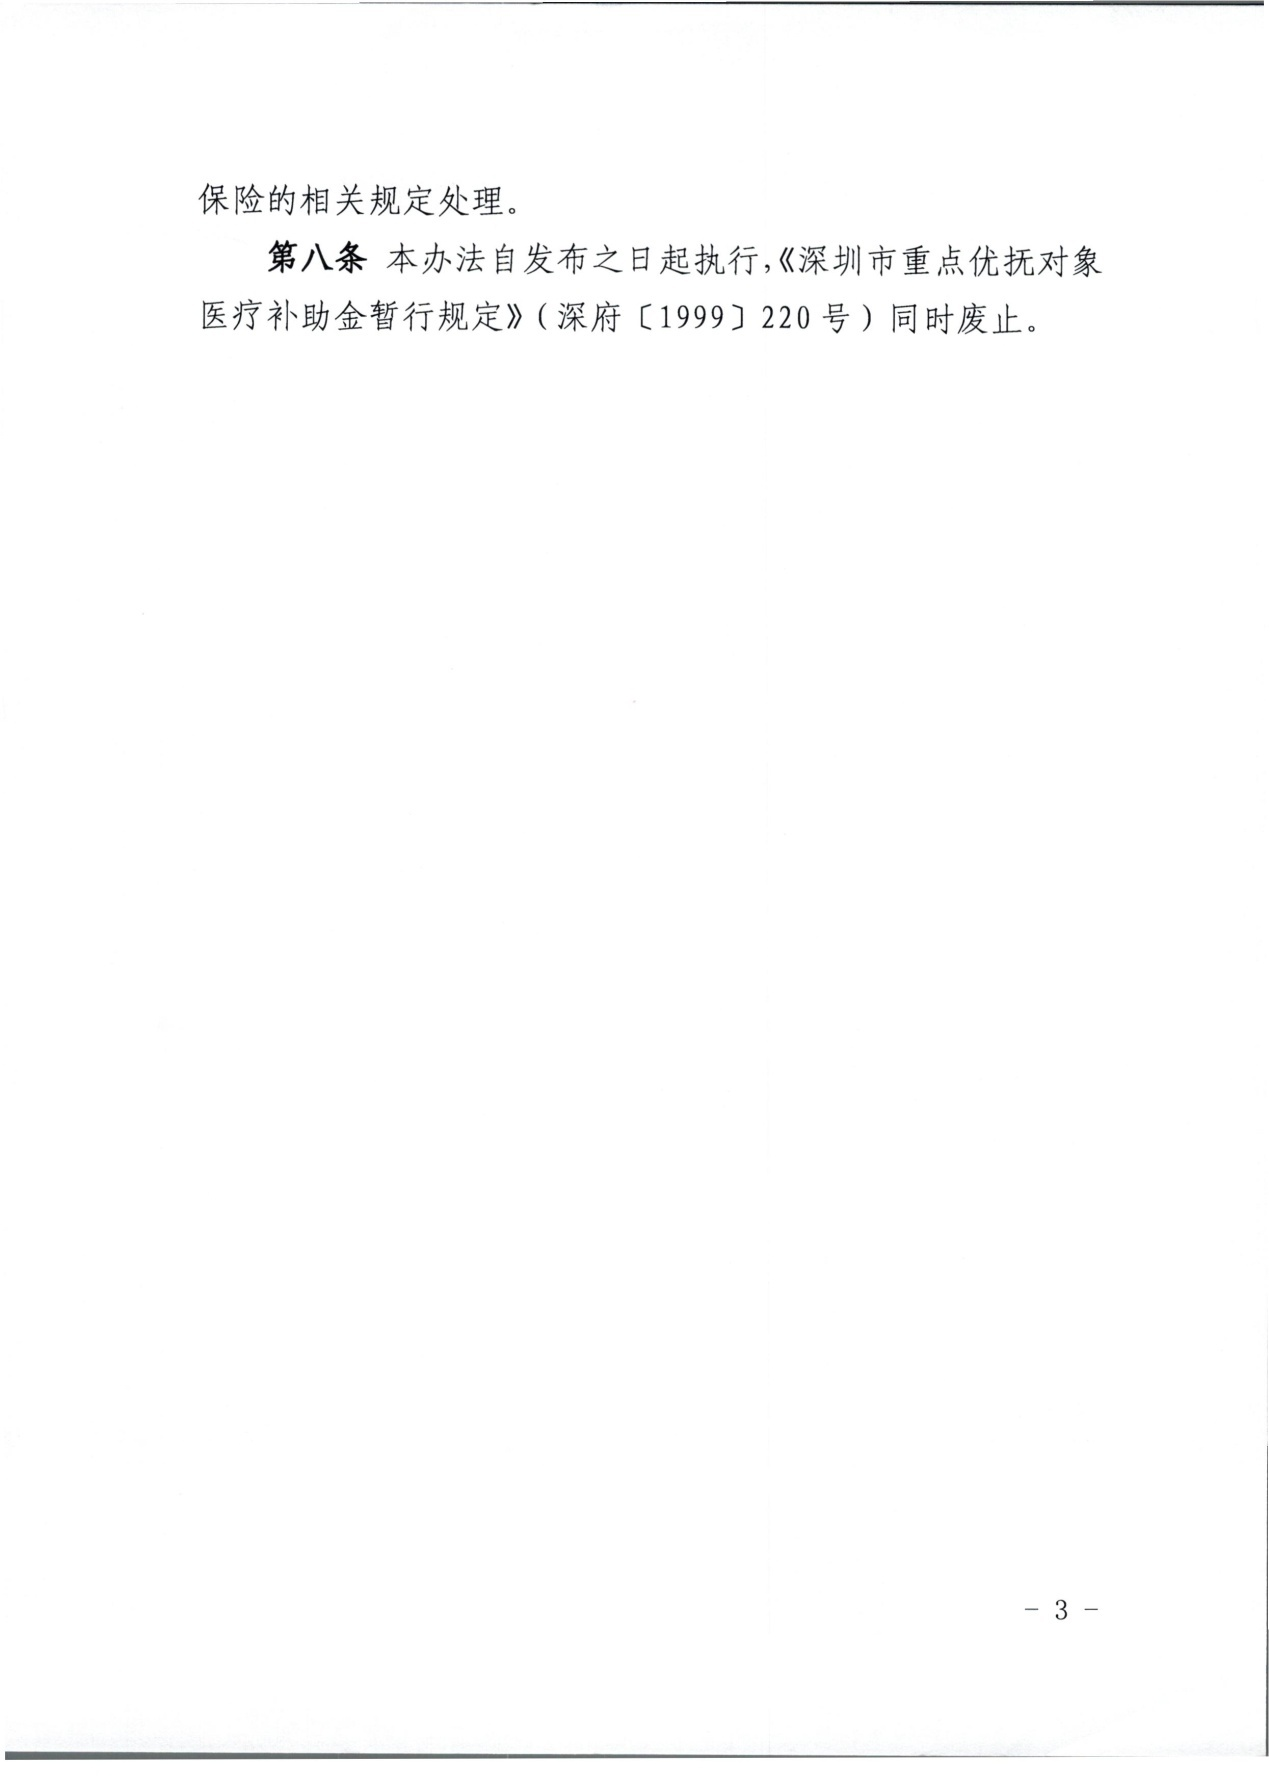 保险的相关规定处理。
第八条 本办法自发布之日起执行,《深圳市重点优抚对象
医疗补助金暂行规定》(深府〔1999〕220号)同时废止。
- 3 -